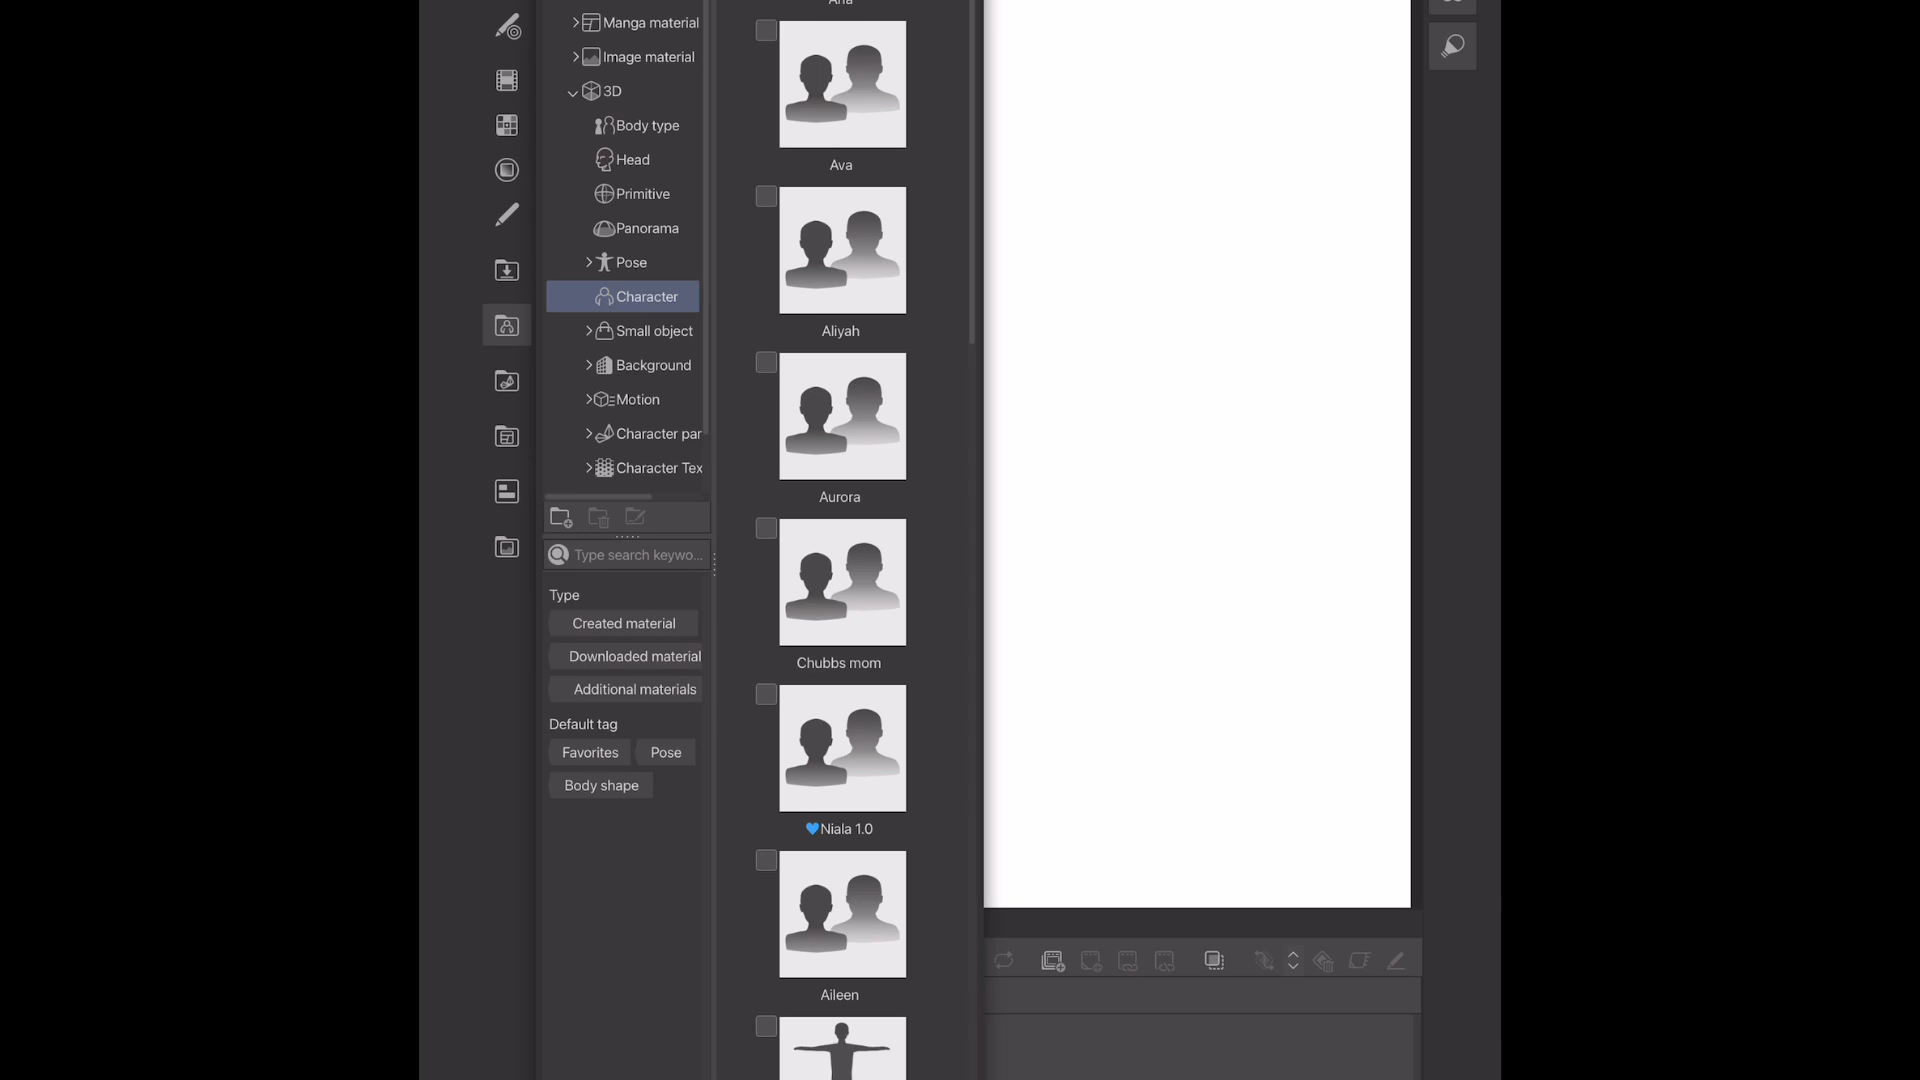 Manga material
Image material
3D
Body type
Head
Primitive
Panorama
Pose
Character
Small object
Background
Motion
Character par
Character Tex
Type search keywo...
Type
Created material
Downloaded material
Additional materials
Default tag
Favorites
Pose
Body shape
Ava
Aliyah
Aurora
Chubbs mom
💙Niala 1.0
Aileen